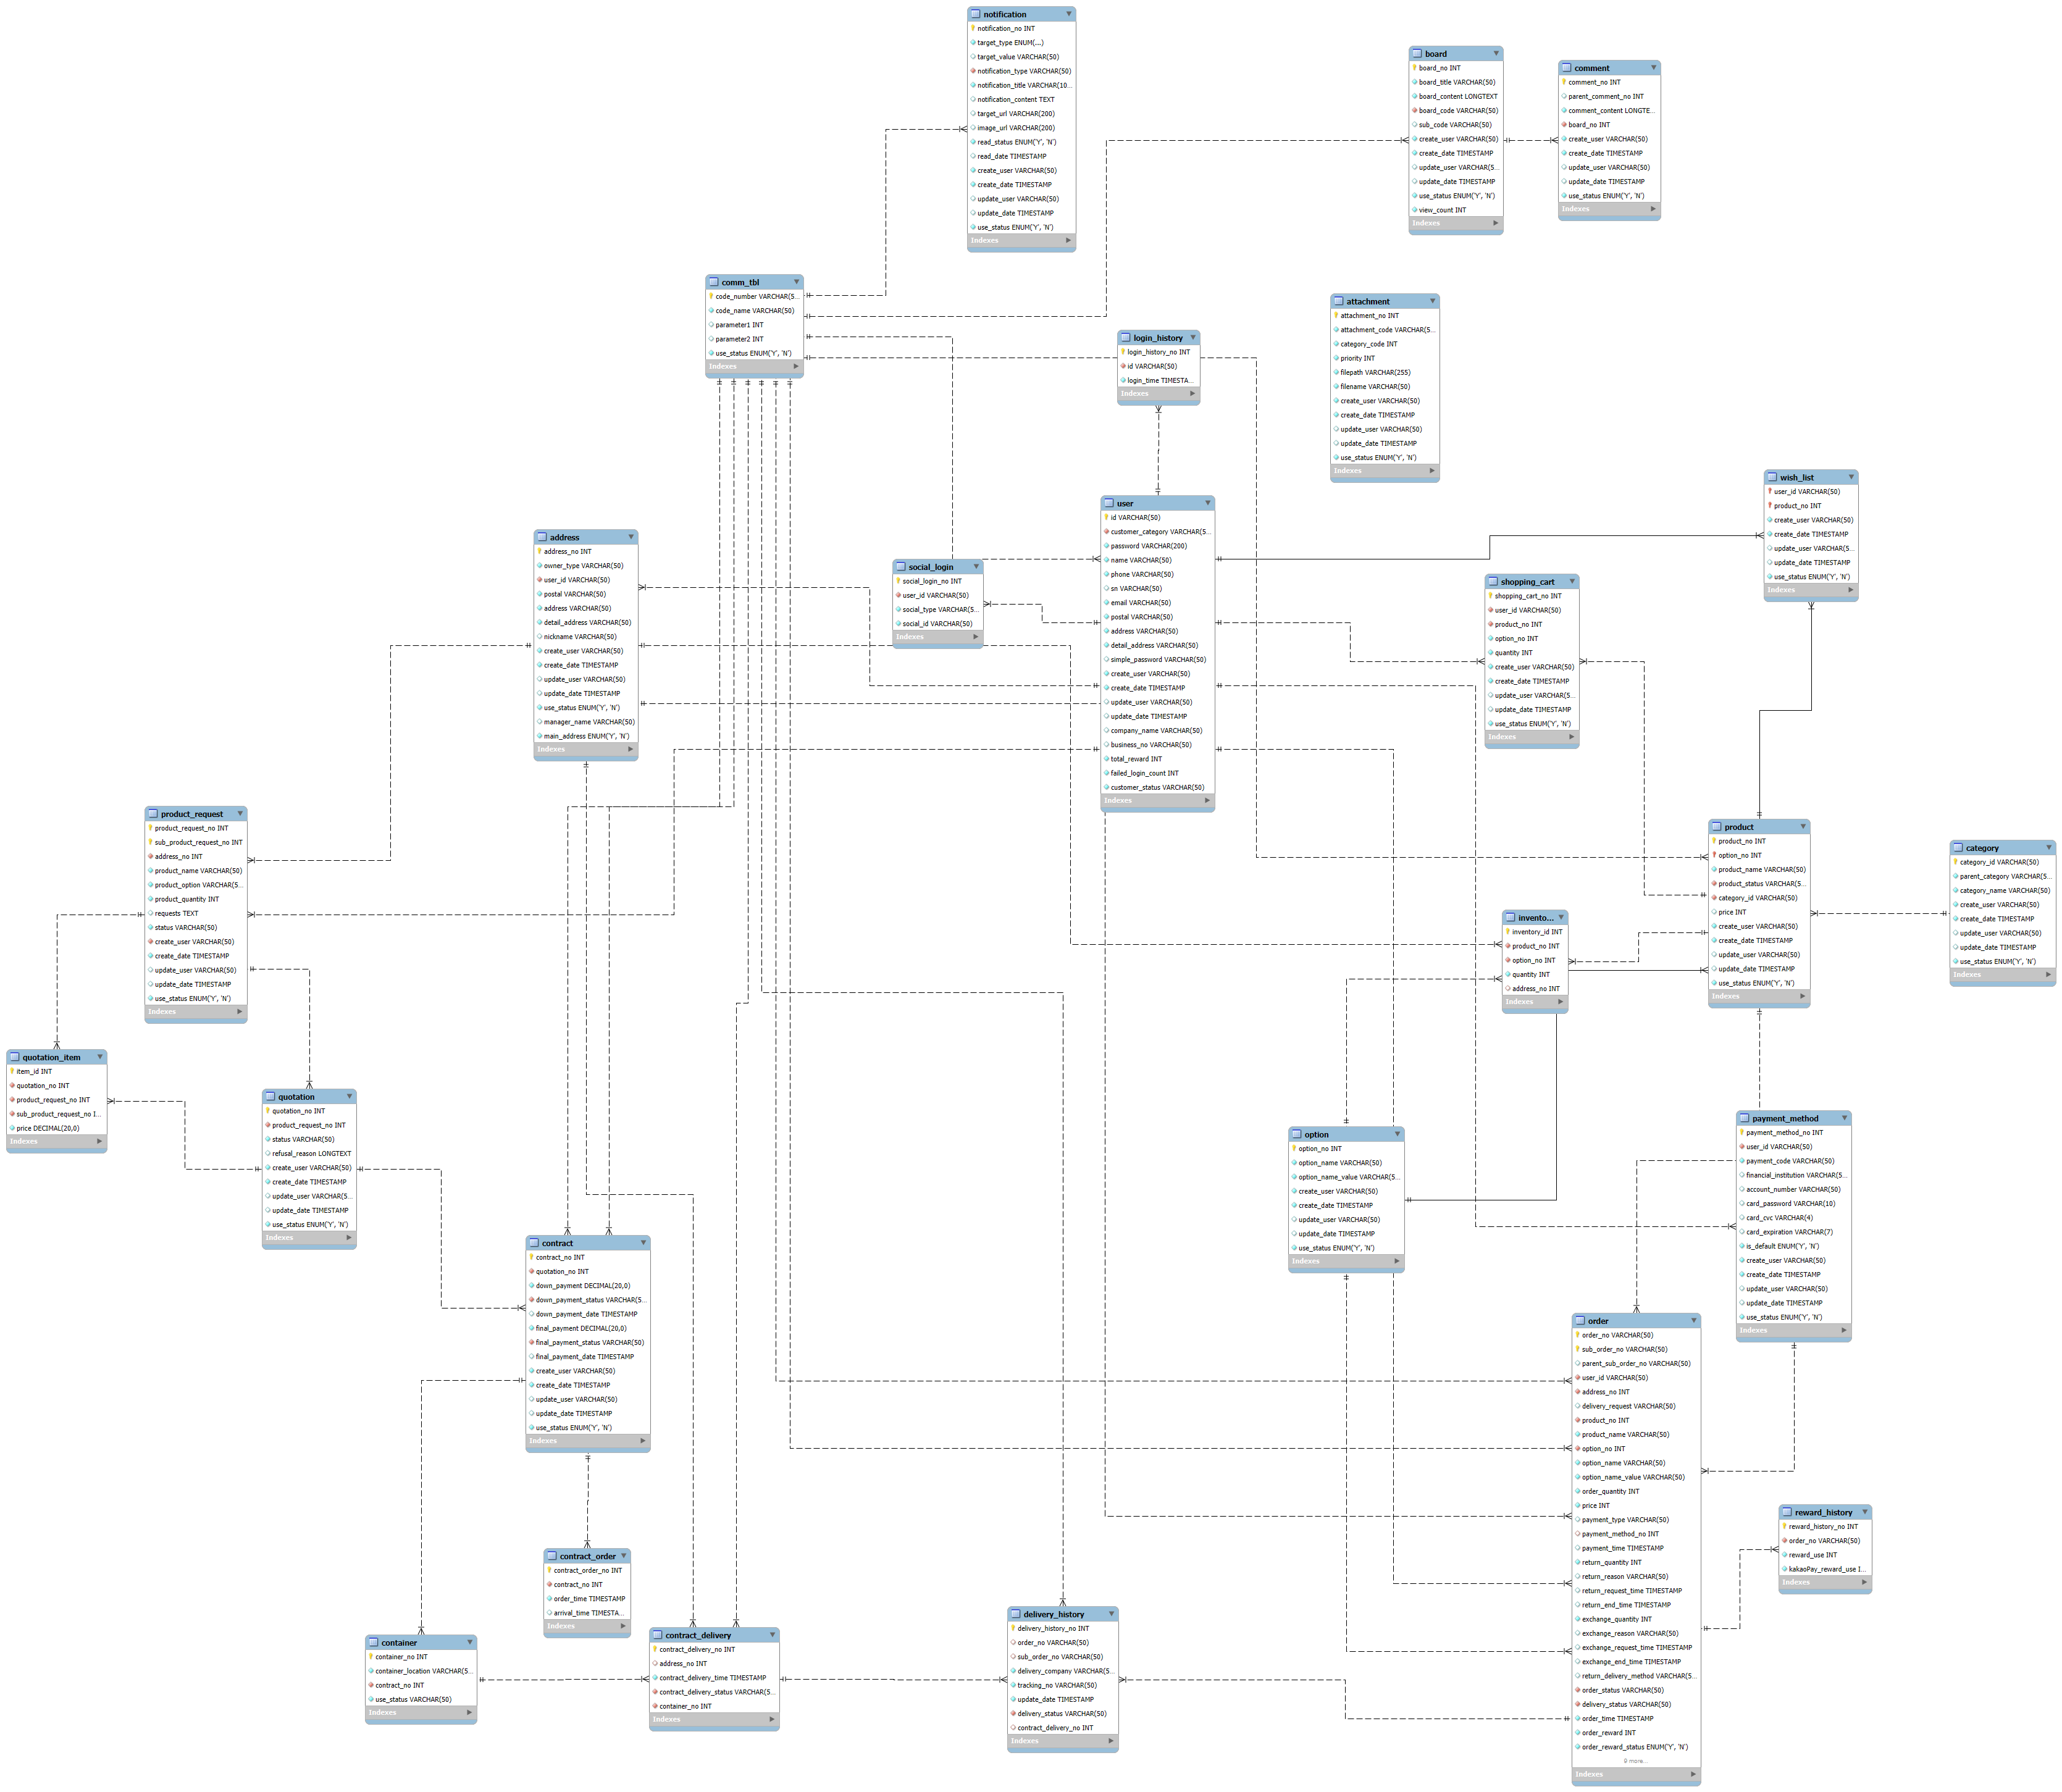 notification
notification_no INT
target_type ENUM(...)
target_value VARCHAR(50)
notification_type VARCHAR(50)
notification_title VARCHAR(10...
notification_content TEXT
target_url VARCHAR(200)
image_url VARCHAR(200)
read_status ENUM('Y', 'N')
read_date TIMESTAMP
create_user VARCHAR(50)
create_date TIMESTAMP
update_user VARCHAR(50)
update_date TIMESTAMP
use_status ENUM('Y', 'N')
Indexes
board
board_no INT
board_title VARCHAR(50)
board_content LONGTEXT
board_code VARCHAR(50)
sub_code VARCHAR(50)
create_user VARCHAR(50)
create_date TIMESTAMP
update_user VARCHAR(5...
update_date TIMESTAMP
use_status ENUM('Y', 'N')
view_count INT
Indexes
comment
comment_no INT
parent_comment_no INT
comment_content LONGTE...
board_no INT
create_user VARCHAR(50)
create_date TIMESTAMP
update_user VARCHAR(50)
update_date TIMESTAMP
use_status ENUM('Y', 'N')
Indexes
comm_tbl
code_number VARCHAR(5...
code_name VARCHAR(50)
parameter1 INT
parameter2 INT
use_status ENUM('Y', 'N')
Indexes
attachment
attachment_no INT
attachment_code VARCHAR(5...
category_code INT
priority INT
filepath VARCHAR(255)
filename VARCHAR(50)
create_user VARCHAR(50)
create_date TIMESTAMP
update_user VARCHAR(50)
update_date TIMESTAMP
use_status ENUM('Y', 'N')
Indexes
login_history
login_history_no INT
id VARCHAR(50)
login_time TIMESTA...
Indexes
wish_list
user_id VARCHAR(50)
product_no INT
create_user VARCHAR(50)
create_date TIMESTAMP
update_user VARCHAR(5...
update_date TIMESTAMP
use_status ENUM('Y', 'N')
Indexes
user
id VARCHAR(50)
customer_category VARCHAR(5...
password VARCHAR(200)
name VARCHAR(50)
phone VARCHAR(50)
sn VARCHAR(50)
email VARCHAR(50)
postal VARCHAR(50)
address VARCHAR(50)
detail_address VARCHAR(50)
simple_password VARCHAR(50)
create_user VARCHAR(50)
create_date TIMESTAMP
update_user VARCHAR(50)
update_date TIMESTAMP
company_name VARCHAR(50)
business_no VARCHAR(50)
total_reward INT
failed_login_count INT
customer_status VARCHAR(50)
Indexes
address
address_no INT
owner_type VARCHAR(50)
user_id VARCHAR(50)
postal VARCHAR(50)
address VARCHAR(50)
detail_address VARCHAR(50)
nickname VARCHAR(50)
create_user VARCHAR(50)
create_date TIMESTAMP
update_user VARCHAR(50)
update_date TIMESTAMP
use_status ENUM('Y', 'N')
manager_name VARCHAR(50)
main_address ENUM('Y', 'N')
Indexes
social_login
social_login_no INT
user_id VARCHAR(50)
social_type VARCHAR(5...
social_id VARCHAR(50)
Indexes
shopping_cart
shopping_cart_no INT
user_id VARCHAR(50)
product_no INT
option_no INT
quantity INT
create_user VARCHAR(50)
create_date TIMESTAMP
update_user VARCHAR(5...
update_date TIMESTAMP
use_status ENUM('Y', 'N')
Indexes
product_request
product_request_no INT
sub_product_request_no INT
address_no INT
product_name VARCHAR(50)
product_option VARCHAR(5...
product_quantity INT
requests TEXT
status VARCHAR(50)
create_user VARCHAR(50)
create_date TIMESTAMP
update_user VARCHAR(50)
update_date TIMESTAMP
use_status ENUM('Y', 'N')
Indexes
product
product_no INT
option_no INT
product_name VARCHAR(50)
product_status VARCHAR(5...
category_id VARCHAR(50)
price INT
create_user VARCHAR(50)
create_date TIMESTAMP
update_user VARCHAR(50)
update_date TIMESTAMP
use_status ENUM('Y', 'N')
Indexes
category
category_id VARCHAR(50)
parent_category VARCHAR(5...
category_name VARCHAR(50)
create_user VARCHAR(50)
create_date TIMESTAMP
update_user VARCHAR(50)
update_date TIMESTAMP
use_status ENUM('Y', 'N')
Indexes
invento...
inventory_id INT
product_no INT
option_no INT
quantity INT
address_no INT
Indexes
quotation_item
item_id INT
quotation_no INT
product_request_no INT
sub_product_request_no I...
price DECIMAL(20,0)
Indexes
quotation
quotation_no INT
product_request_no INT
status VARCHAR(50)
refusal_reason LONGTEXT
create_user VARCHAR(50)
create_date TIMESTAMP
update_user VARCHAR(5...
update_date TIMESTAMP
use_status ENUM('Y', 'N')
Indexes
option
option_no INT
option_name VARCHAR(50)
option_name_value VARCHAR(5...
create_user VARCHAR(50)
create_date TIMESTAMP
update_user VARCHAR(50)
update_date TIMESTAMP
use_status ENUM('Y', 'N')
Indexes
payment_method
payment_method_no INT
user_id VARCHAR(50)
payment_code VARCHAR(50)
financial_institution VARCHAR(5...
account_number VARCHAR(50)
card_password VARCHAR(10)
card_cvc VARCHAR(4)
card_expiration VARCHAR(7)
is_default ENUM('Y', 'N')
create_user VARCHAR(50)
create_date TIMESTAMP
update_user VARCHAR(50)
update_date TIMESTAMP
use_status ENUM('Y', 'N')
Indexes
contract
contract_no INT
quotation_no INT
down_payment DECIMAL(20,0)
down_payment_status VARCHAR(5...
down_payment_date TIMESTAMP
final_payment DECIMAL(20,0)
final_payment_status VARCHAR(50)
final_payment_date TIMESTAMP
create_user VARCHAR(50)
create_date TIMESTAMP
update_user VARCHAR(50)
update_date TIMESTAMP
use_status ENUM('Y', 'N')
Indexes
order
order_no VARCHAR(50)
sub_order_no VARCHAR(50)
parent_sub_order_no VARCHAR(50)
user_id VARCHAR(50)
address_no INT
delivery_request VARCHAR(50)
product_no INT
product_name VARCHAR(50)
option_no INT
option_name VARCHAR(50)
option_name_value VARCHAR(50)
order_quantity INT
price INT
payment_type VARCHAR(50)
payment_method_no INT
payment_time TIMESTAMP
return_quantity INT
return_reason VARCHAR(50)
return_request_time TIMESTAMP
return_end_time TIMESTAMP
exchange_quantity INT
exchange_reason VARCHAR(50)
exchange_request_time TIMESTAMP
exchange_end_time TIMESTAMP
return_delivery_method VARCHAR(5...
order_status VARCHAR(50)
delivery_status VARCHAR(50)
order_time TIMESTAMP
order_reward INT
order_reward_status ENUM('Y', 'N')
9 more...
Indexes
reward_history
reward_history_no INT
order_no VARCHAR(50)
reward_use INT
kakaoPay_reward_use I...
Indexes
contract_order
contract_order_no INT
contract_no INT
order_time TIMESTAMP
arrival_time TIMESTA...
Indexes
container
container_no INT
container_location VARCHAR(5...
contract_no INT
use_status VARCHAR(50)
Indexes
contract_delivery
contract_delivery_no INT
address_no INT
contract_delivery_time TIMESTAMP
contract_delivery_status VARCHAR(5...
container_no INT
Indexes
delivery_history
delivery_history_no INT
order_no VARCHAR(50)
sub_order_no VARCHAR(50)
delivery_company VARCHAR(5...
tracking_no VARCHAR(50)
update_date TIMESTAMP
delivery_status VARCHAR(50)
contract_delivery_no INT
Indexes